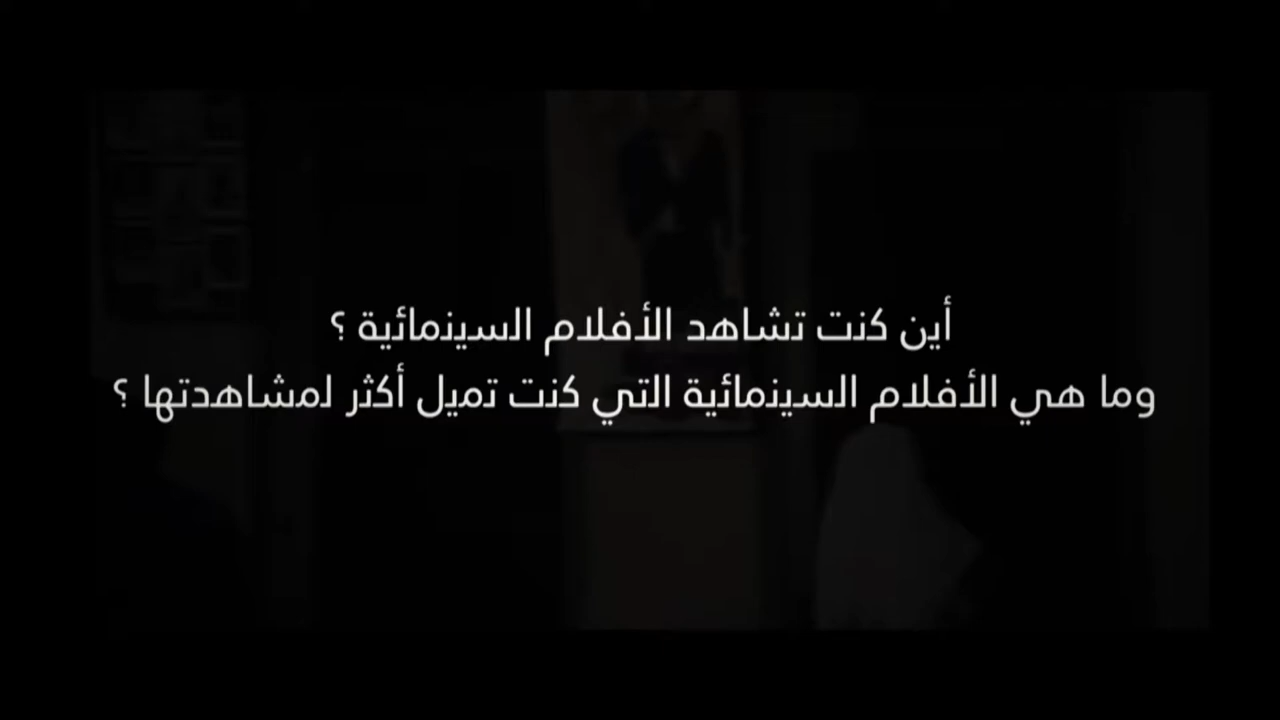 أين كنت تشاهد الأفلام السينمائية ؟
وما هي الأفلام السينمائية التي كنت تميل أكثر لمشاهدتها ؟